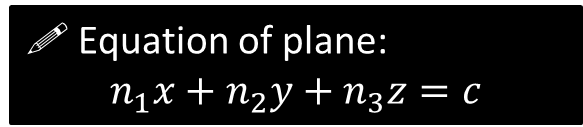 Equation of plane:
n₁x + n₂y + n₃z = c